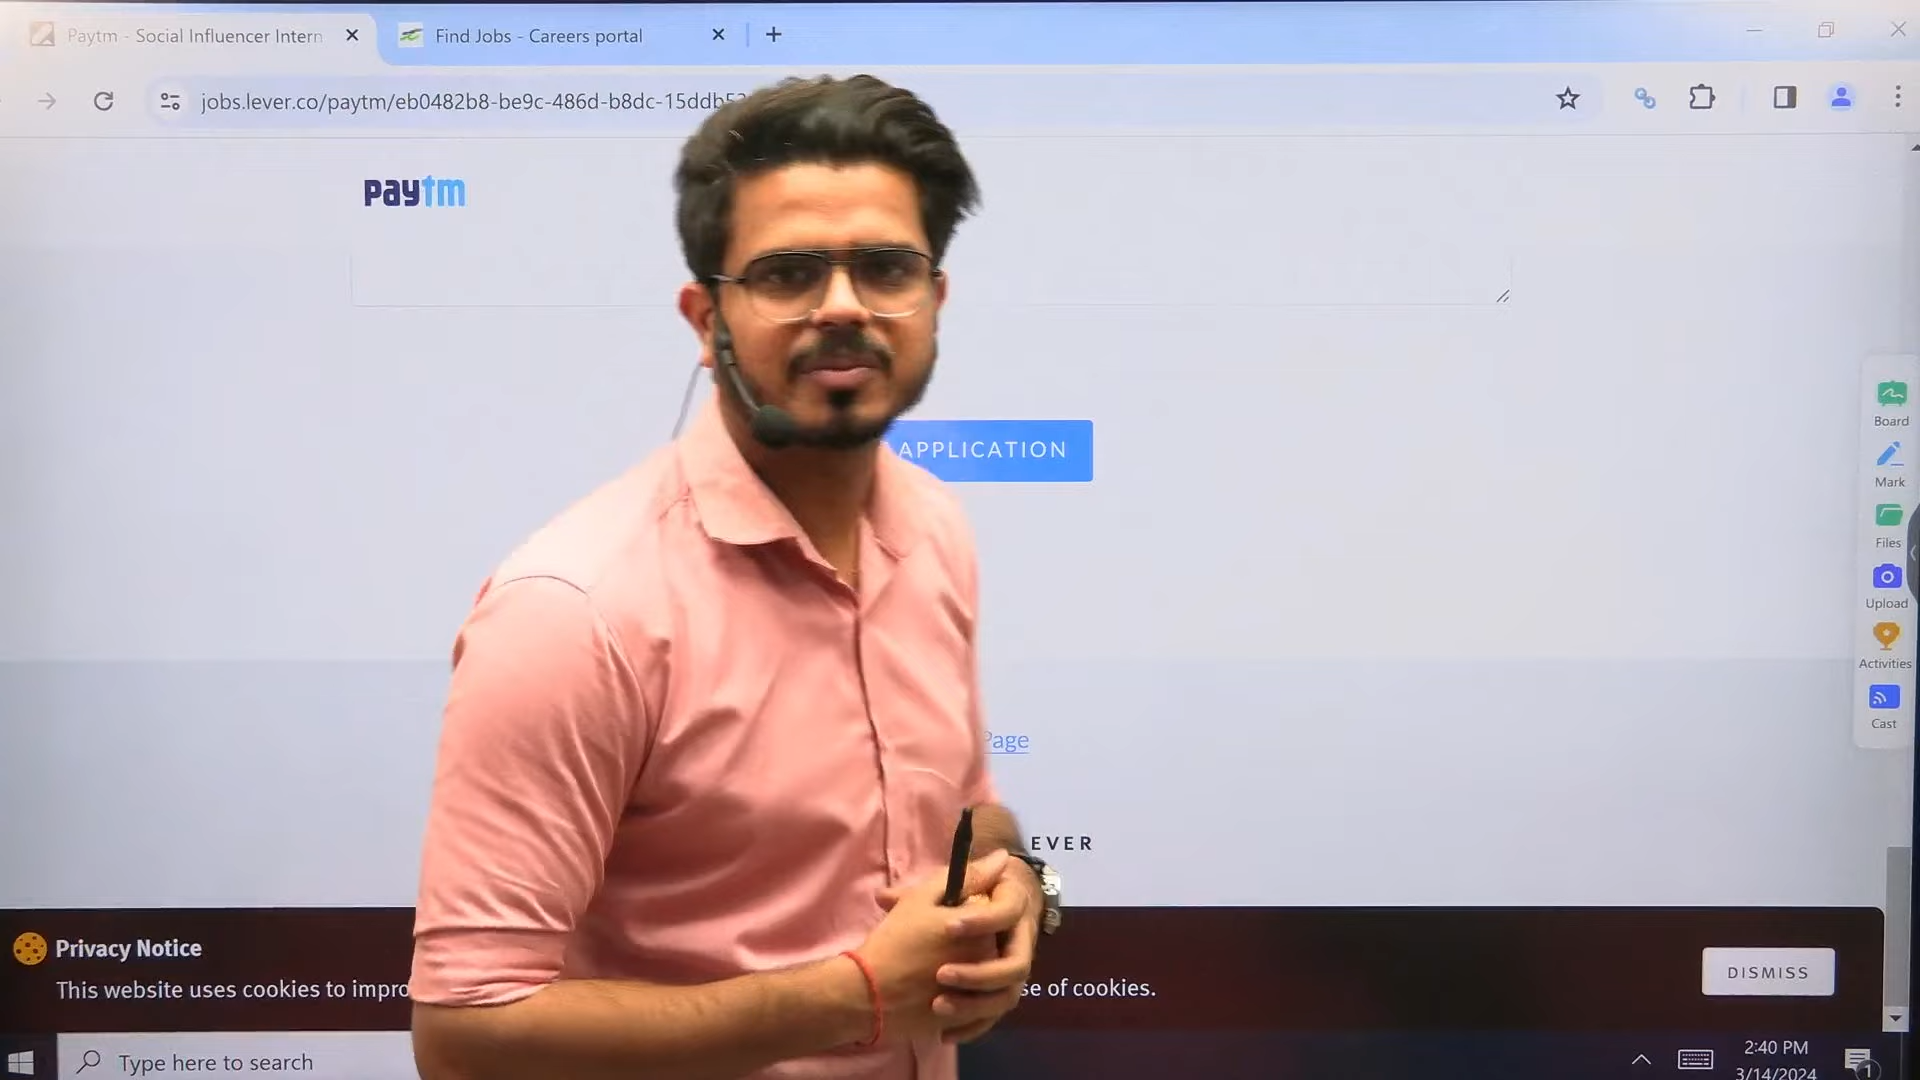 Paytm - Social Influencer Intern
Find Jobs - Careers portal
jobs.lever.co/paytm/eb0482b8-be9c-486d-b8dc-15ddb5
paytm
APPLICATION
Board
Mark
Files
Upload
Activities
Cast
Page
EVER
Privacy Notice
This website uses cookies to impro
se of cookies.
DISMISS
Type here to search
2:40 PM
3/14/2024
1